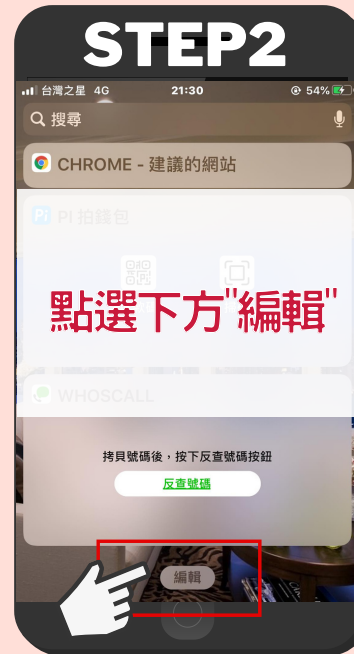 STEP2
台灣之星 4G 21:30 54%
搜尋
CHROME - 建議的網站
Pi PI 拍錢包
點選下方"編輯"
WHOSCALL
拷貝號碼後，按下反查號碼按鈕
反查號碼
編輯